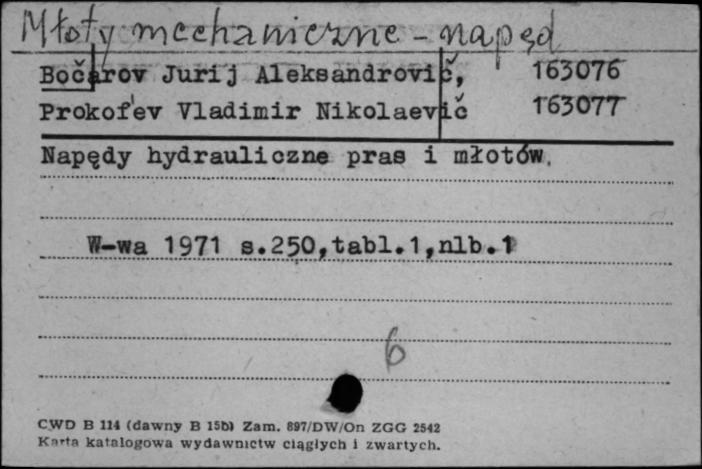 Młoty mechaniczne - napęd
Bočarov Jurij Aleksandrovič, 163076
Prokof'ev Vladimir Nikolaevič 163077
Napędy hydrauliczne pras i młotów.
W-wa 1971 s.250,tabl.1,nlb.1
6
CWD B 114 (dawny B 15b) Zam. 897/DW/On ZGG 2542
Karta katalogowa wydawnictw ciągłych i zwartych.